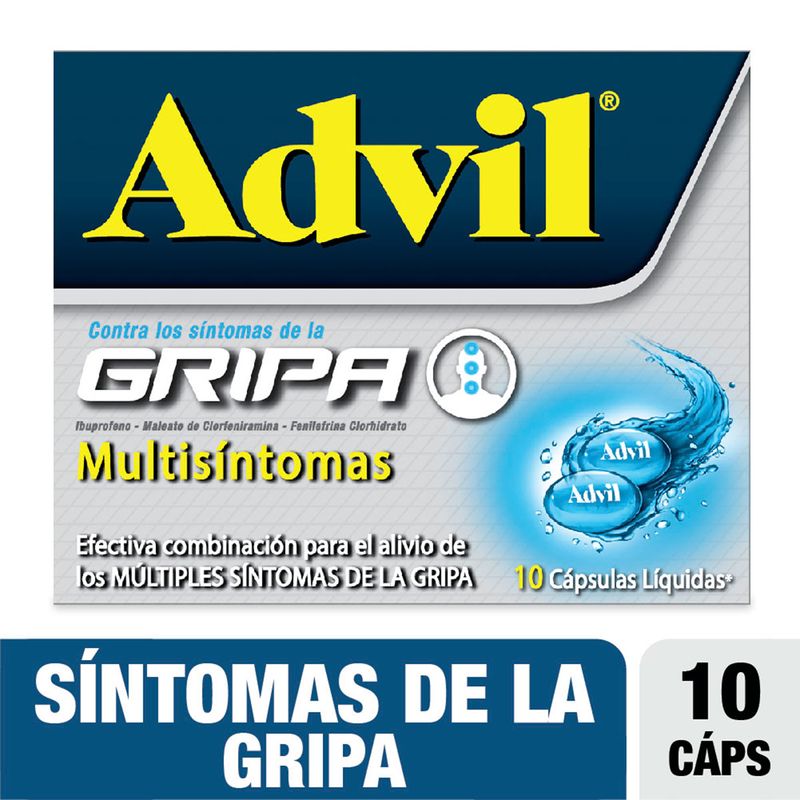 Advil®
Contra los síntomas de la
GRIPA
Ibuprofeno - Maleato de Clorfeniramina - Fenilefrina Clorhidrato
Multisíntomas
Efectiva combinación para el alivio de
los MÚLTIPLES SÍNTOMAS DE LA GRIPA
Advil
Advil
10 Cápsulas Líquidas*
SÍNTOMAS DE LA
GRIPA
10
CÁPS